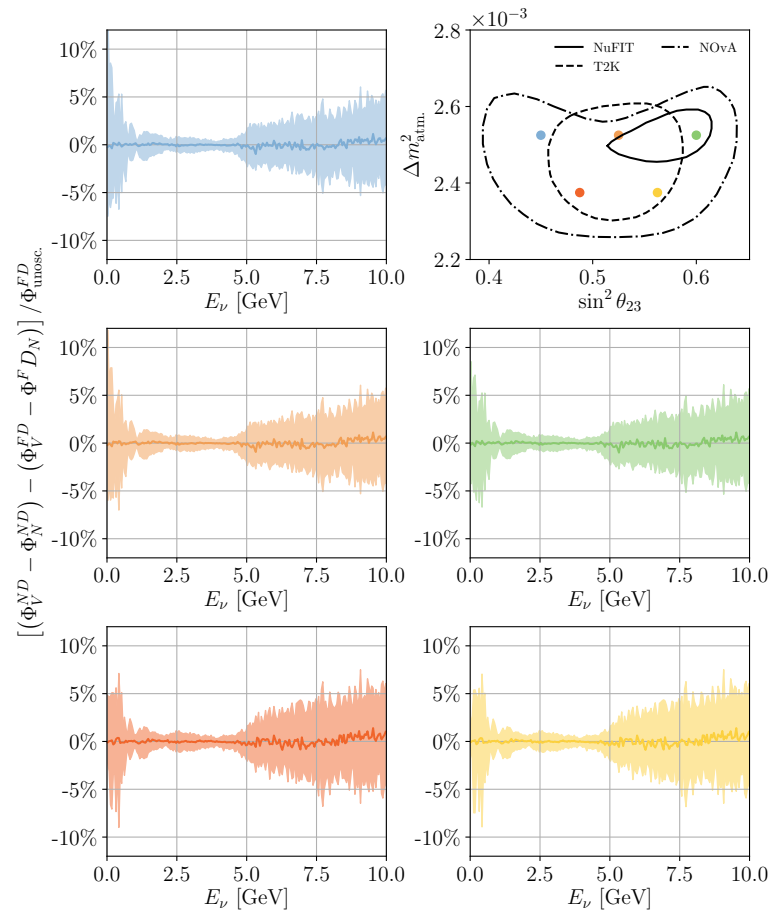 [(Φ_V^{ND} − Φ_N^{ND}) − (Φ_V^{FD} − Φ^F D_N)] / Φ_{unosc.}^{FD}
10%
5%
0%
-5%
-10%
0.0 2.5 5.0 7.5 10.0
E_ν [GeV]
×10⁻³
2.8
2.6
2.4
2.2
Δm²_{atm.}
NuFIT
T2K
NOvA
0.4 0.5 0.6
sin² θ₂₃
10%
5%
0%
-5%
-10%
0.0 2.5 5.0 7.5 10.0
E_ν [GeV]
10%
5%
0%
-5%
-10%
0.0 2.5 5.0 7.5 10.0
E_ν [GeV]
10%
5%
0%
-5%
-10%
0.0 2.5 5.0 7.5 10.0
E_ν [GeV]
10%
5%
0%
-5%
-10%
0.0 2.5 5.0 7.5 10.0
E_ν [GeV]